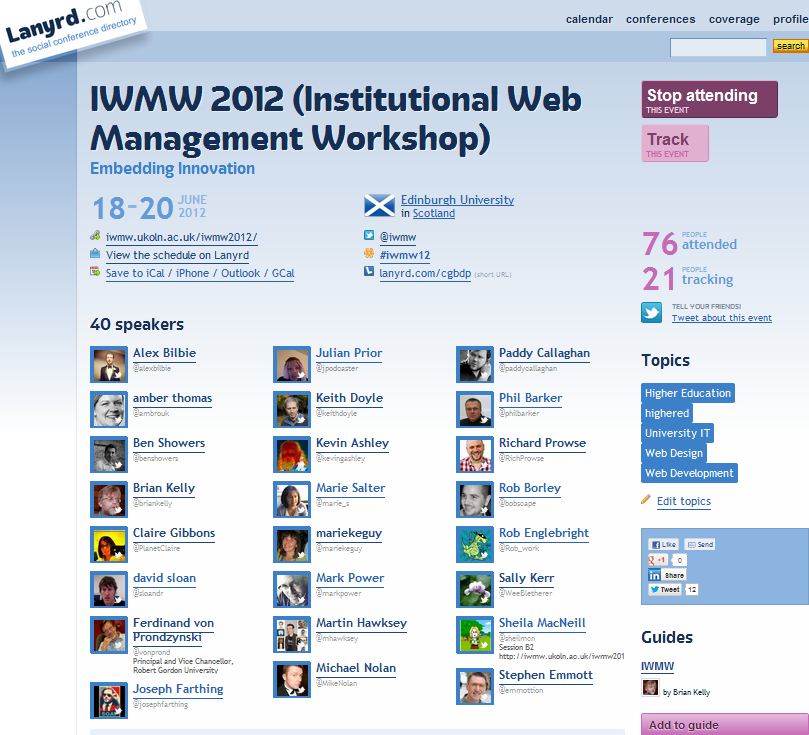 Lanyrd.com
the social conference directory
calendar conferences coverage profile
search
IWMW 2012 (Institutional Web
Management Workshop)
Embedding Innovation
18-20 JUNE 2012
iwmw.ukoln.ac.uk/iwmw2012/
View the schedule on Lanyrd
Save to iCal / iPhone / Outlook / GCal
Edinburgh University
in Scotland
@iwmw
#iwmw12
lanyrd.com/cgbdp (short URL)
Stop attending
THIS EVENT
Track
THIS EVENT
76 PEOPLE attended
21 PEOPLE tracking
TELL YOUR FRIENDS!
Tweet about this event
40 speakers
Alex Bilbie
@alexbilbie
amber thomas
@ambrouk
Ben Showers
@benshowers
Brian Kelly
@briankelly
Claire Gibbons
@PlanetClaire
david sloan
@sloandr
Ferdinand von
Prondzynski
@vonprond
Principal and Vice Chancellor,
Robert Gordon University
Joseph Farthing
@josephfarthing
Julian Prior
@jpodcaster
Keith Doyle
@keithdoyle
Kevin Ashley
@kevingashley
Marie Salter
@marie_s
mariekeguy
@mariekeguy
Mark Power
@markpower
Martin Hawksey
@mhawksey
Michael Nolan
@MikeNolan
Paddy Callaghan
@paddycallaghan
Phil Barker
@philbarker
Richard Prowse
@RichProwse
Rob Borley
@bobscape
Rob Englebright
@Rob_work
Sally Kerr
@WeeBletherer
Sheila MacNeill
@sheilmcn
Session B2
http://iwmw.ukoln.ac.uk/iwmw201
Stephen Emmott
@emmottion
Topics
Higher Education
highered
University IT
Web Design
Web Development
Edit topics
Like Send
+1 0
Share
Tweet 12
Guides
IWMW
by Brian Kelly
Add to guide